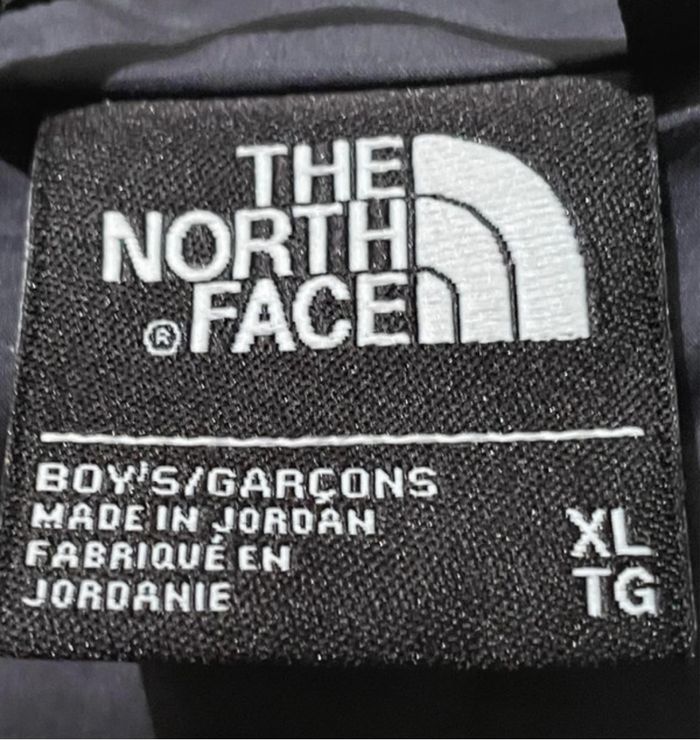 THE
NORTH
® FACE
BOY'S/GARÇONS
MADE IN JORDAN
FABRIQUÉ EN
JORDANIE
XL
TG